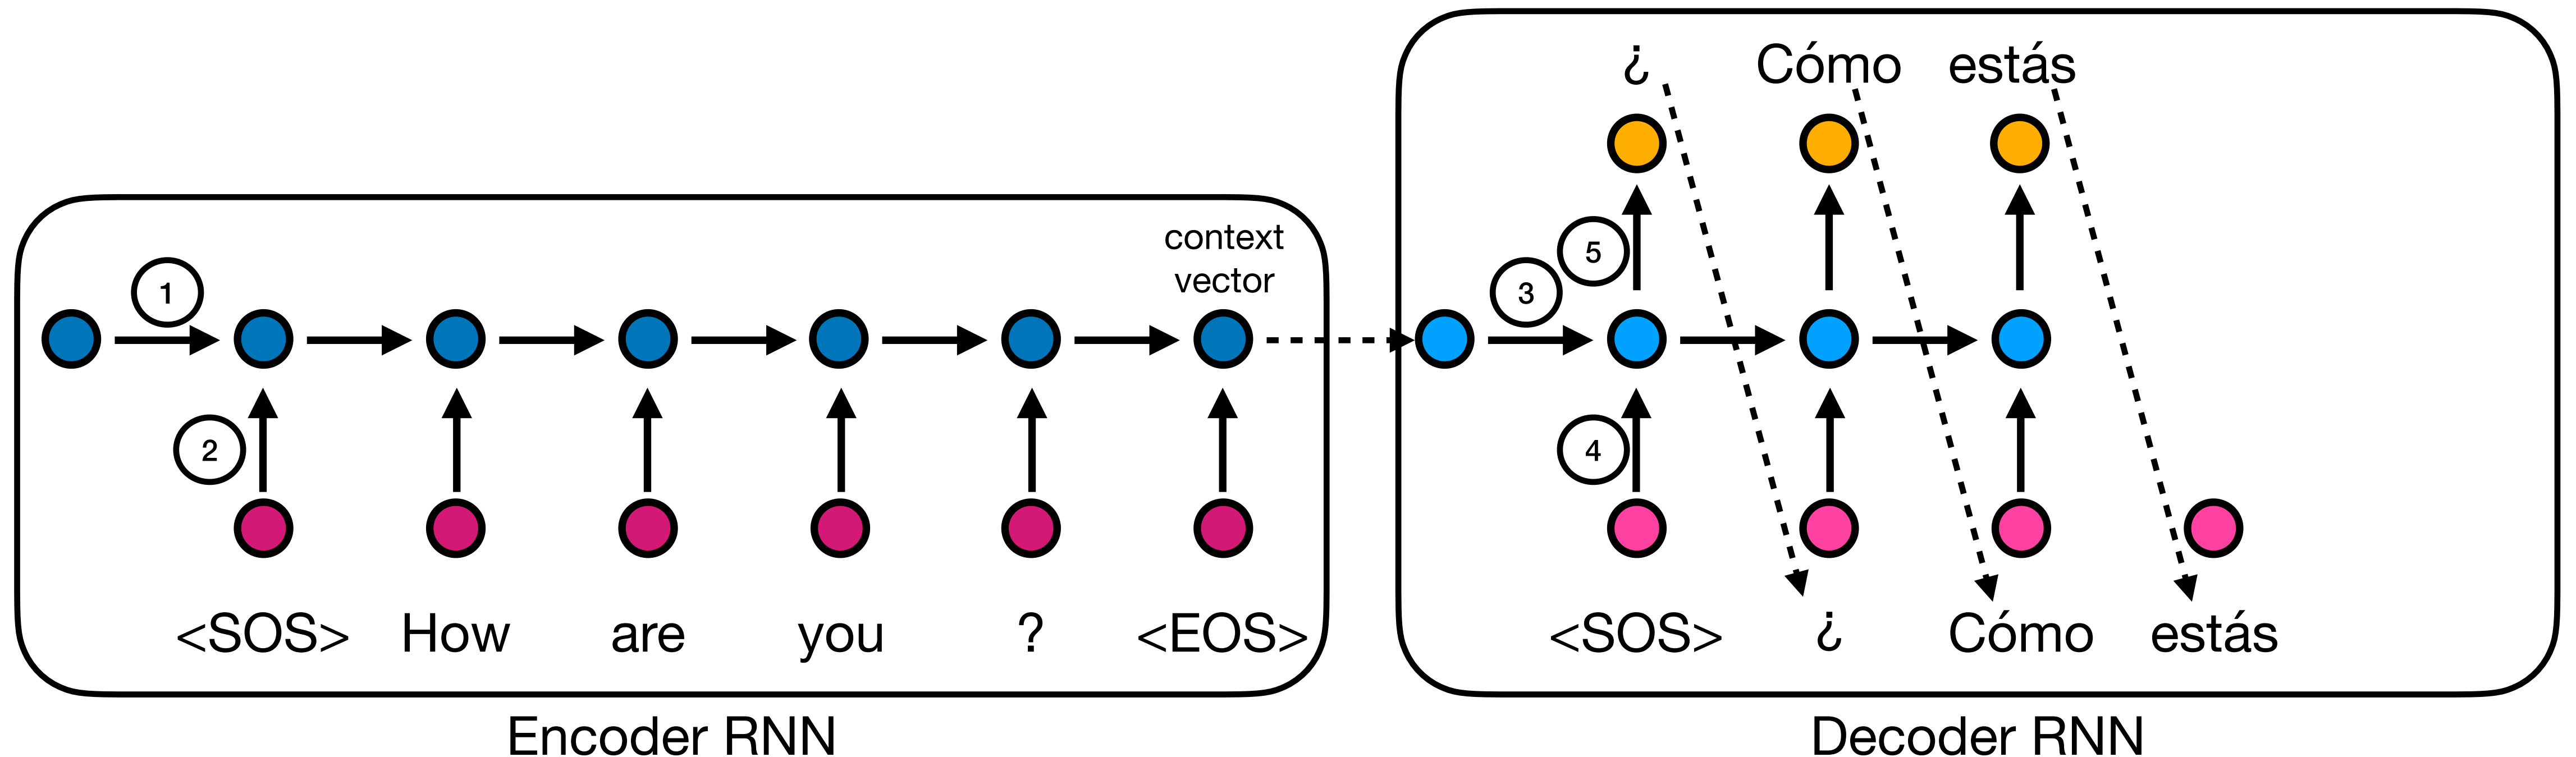 ¿ Cómo estás
context
vector
1
5
3
2
4
<SOS> How are you ? <EOS>
<SOS> ¿ Cómo estás
Encoder RNN
Decoder RNN